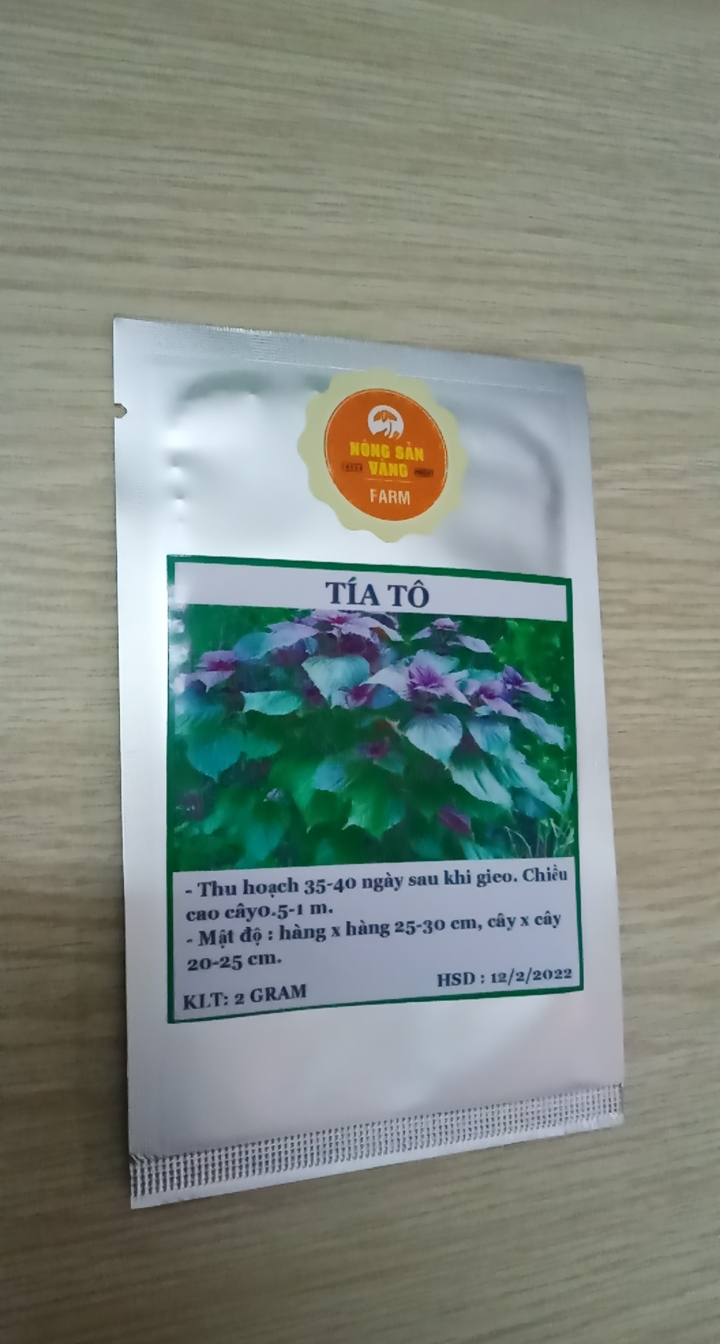 NÔNG SẢN
VÀNG
FARM
TÍA TÔ
- Thu hoạch 35-40 ngày sau khi gieo. Chiều
cao cây0.5-1 m.
- Mật độ : hàng x hàng 25-30 cm, cây x cây
20-25 cm.
KLT: 2 GRAM
HSD : 12/2/2022